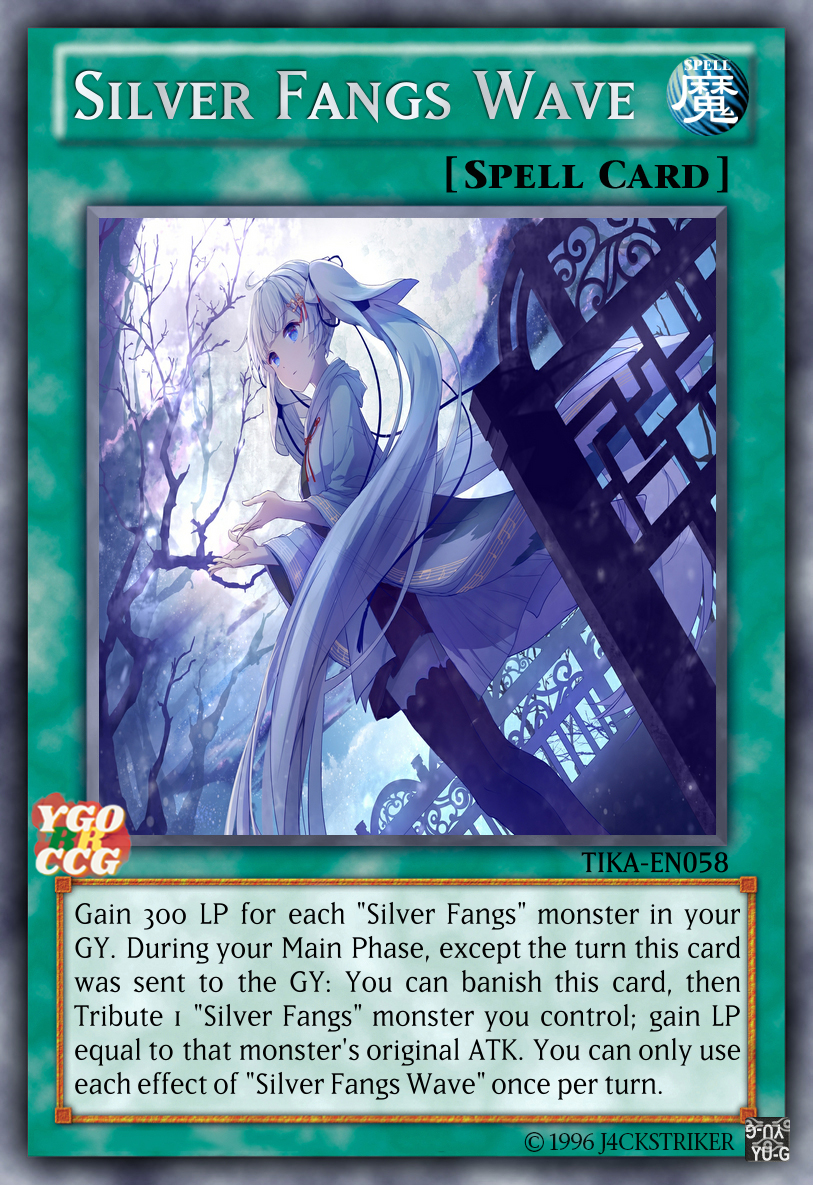 SILVER FANGS WAVE
SPELL
魔
[SPELL CARD]
YGO
RR
CCG
TIKA-EN058
Gain 300 LP for each "Silver Fangs" monster in your
GY. During your Main Phase, except the turn this card
was sent to the GY: You can banish this card, then
Tribute 1 "Silver Fangs" monster you control; gain LP
equal to that monster's original ATK. You can only use
each effect of "Silver Fangs Wave" once per turn.
© 1996 J4CKSTRIKER
YU-G